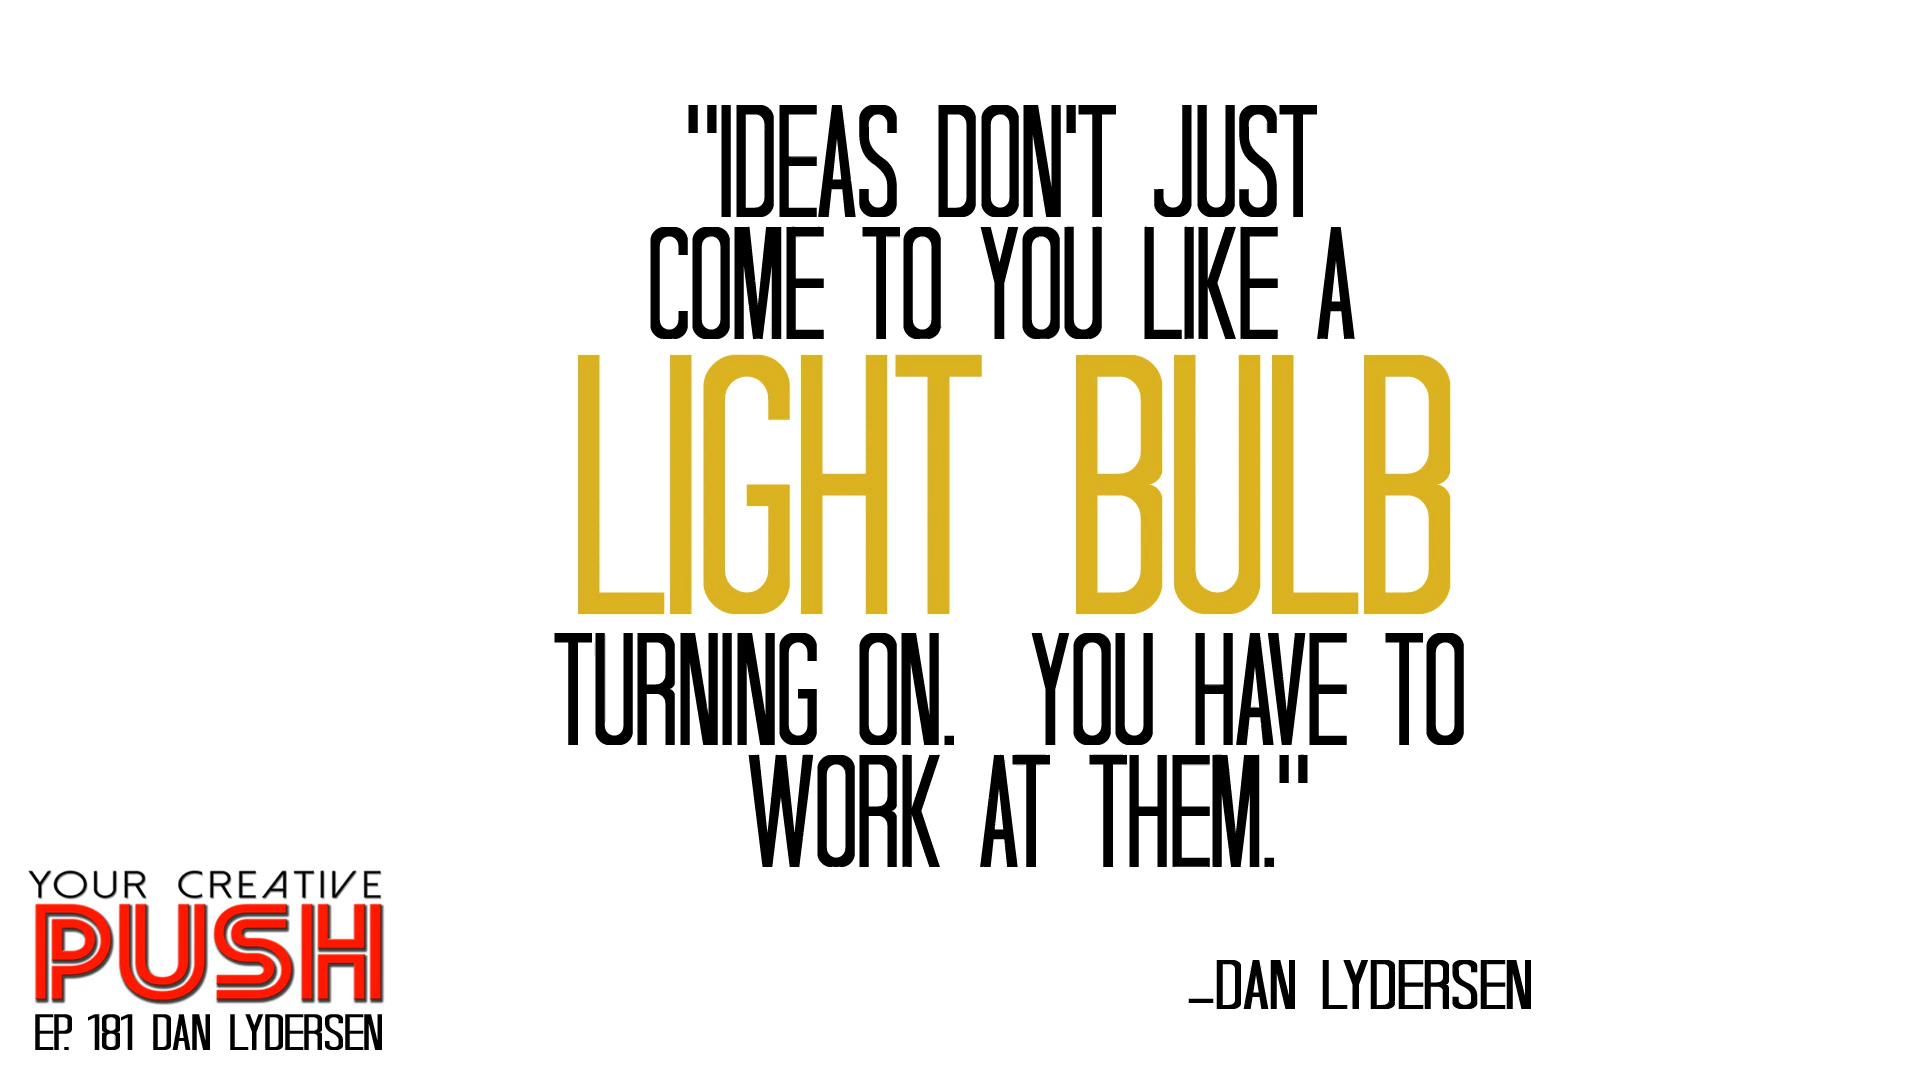 "IDEAS DON'T JUST
COME TO YOU LIKE A
LIGHT BULB
TURNING ON. YOU HAVE TO
WORK AT THEM."
–DAN LYDERSEN
YOUR CREATIVE
PUSH
EP. 181 DAN LYDERSEN